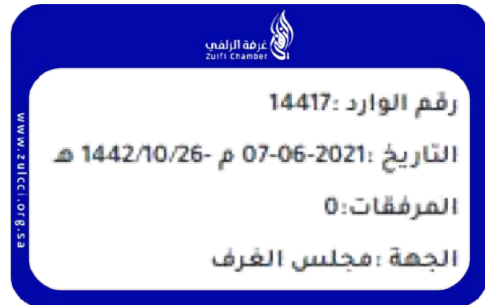 غرفة الزلفي
Zulfi Chamber
رقم الوارد :14417
التاريخ :2021-06-07 م -1442/10/26 هـ
المرفقات:0
الجهة :مجلس الغرف
www.zulcci.org.sa